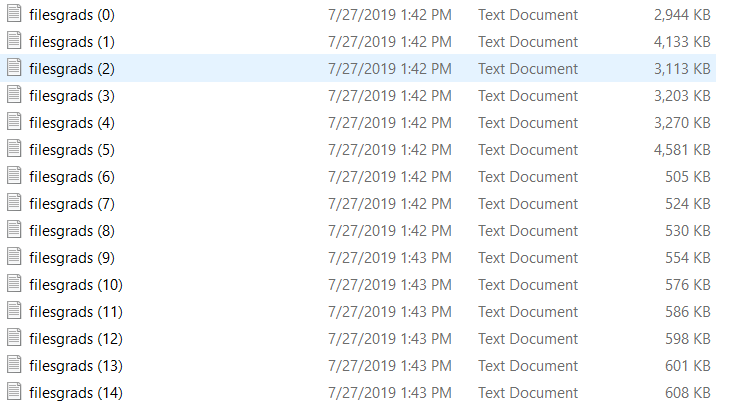 filesgrads (0) 7/27/2019 1:42 PM Text Document 2,944 KB
filesgrads (1) 7/27/2019 1:42 PM Text Document 4,133 KB
filesgrads (2) 7/27/2019 1:42 PM Text Document 3,113 KB
filesgrads (3) 7/27/2019 1:42 PM Text Document 3,203 KB
filesgrads (4) 7/27/2019 1:42 PM Text Document 3,270 KB
filesgrads (5) 7/27/2019 1:42 PM Text Document 4,581 KB
filesgrads (6) 7/27/2019 1:42 PM Text Document 505 KB
filesgrads (7) 7/27/2019 1:42 PM Text Document 524 KB
filesgrads (8) 7/27/2019 1:42 PM Text Document 530 KB
filesgrads (9) 7/27/2019 1:43 PM Text Document 554 KB
filesgrads (10) 7/27/2019 1:43 PM Text Document 576 KB
filesgrads (11) 7/27/2019 1:43 PM Text Document 586 KB
filesgrads (12) 7/27/2019 1:43 PM Text Document 598 KB
filesgrads (13) 7/27/2019 1:43 PM Text Document 601 KB
filesgrads (14) 7/27/2019 1:43 PM Text Document 608 KB